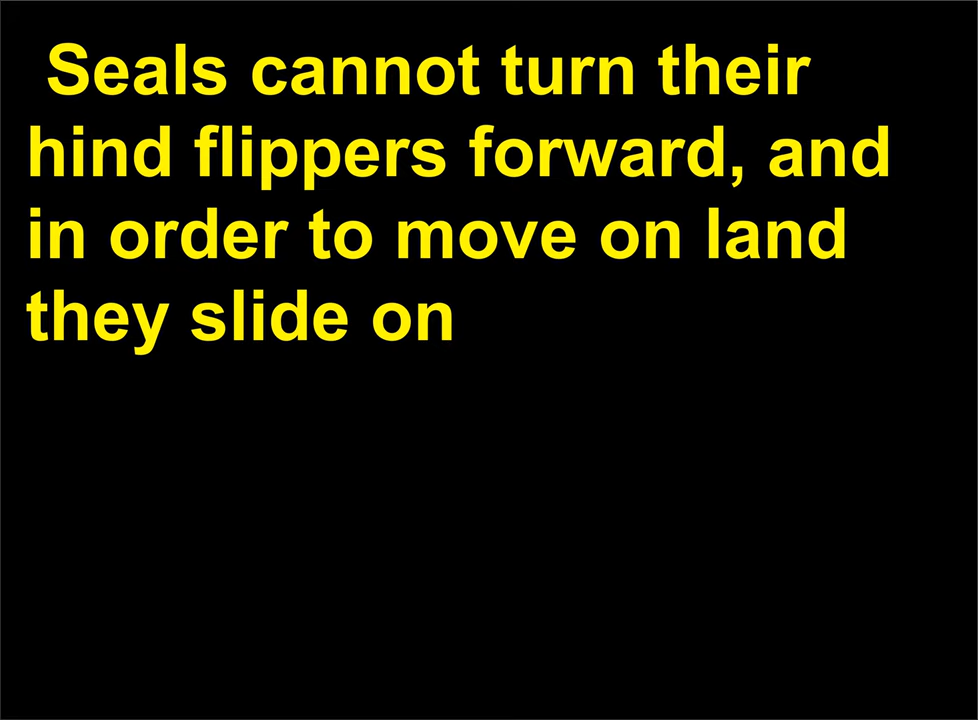 Seals cannot turn their
hind flippers forward, and
in order to move on land
they slide on